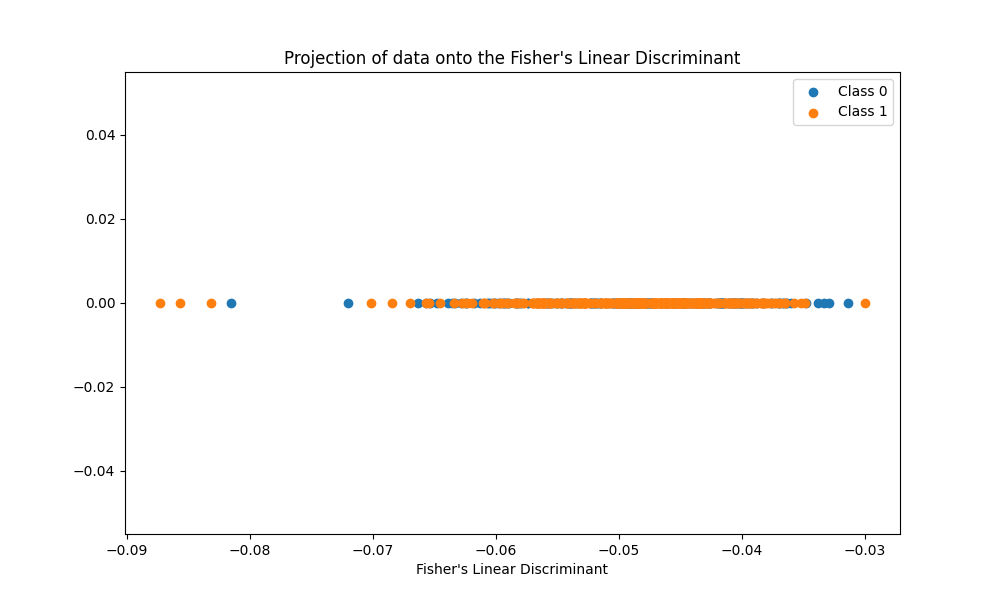 Projection of data onto the Fisher's Linear Discriminant
Class 0
Class 1
0.04
0.02
0.00
−0.02
−0.04
−0.09 −0.08 −0.07 −0.06 −0.05 −0.04 −0.03
Fisher's Linear Discriminant